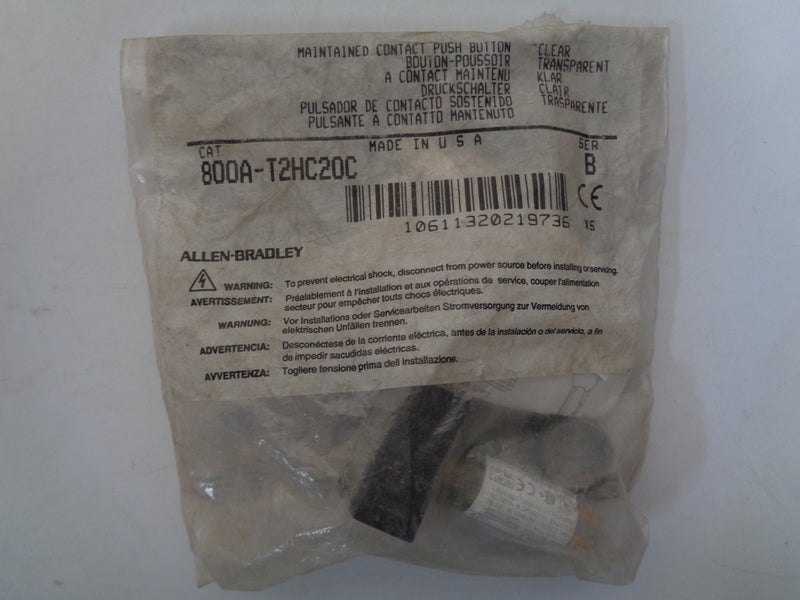 MAINTAINED CONTACT PUSH BUTTON CLEAR
BOUTON-POUSSOIR TRANSPARENT
A CONTACT MAINTENU KLAR
DRUCKSCHALTER CLAIR
PULSADOR DE CONTACTO SOSTENIDO TRASPARENTE
PULSANTE A CONTATTO MANTENUTO
MADE IN U S A
CAT SER
800A-T2HC20C B
CE
10611320219736 XS
ALLEN-BRADLEY
WARNING: To prevent electrical shock, disconnect from power source before installing or servicing.
AVERTISSEMENT: Préalablement à l'installation et aux opérations de service, couper l'alimentation
secteur pour empêcher touts chocs électriques.
WARNUNG: Vor Installations oder Servicearbeiten Stromversorgung zur Vermeidung von
elektrischen Unfällen trennen.
ADVERTENCIA: Desconéctese de la corriente eléctrica, antes de la instalación o del servicio, a fin
de impedir sacudidas eléctricas.
AVVERTENZA: Togliere tensione prima dell installazione.
CE